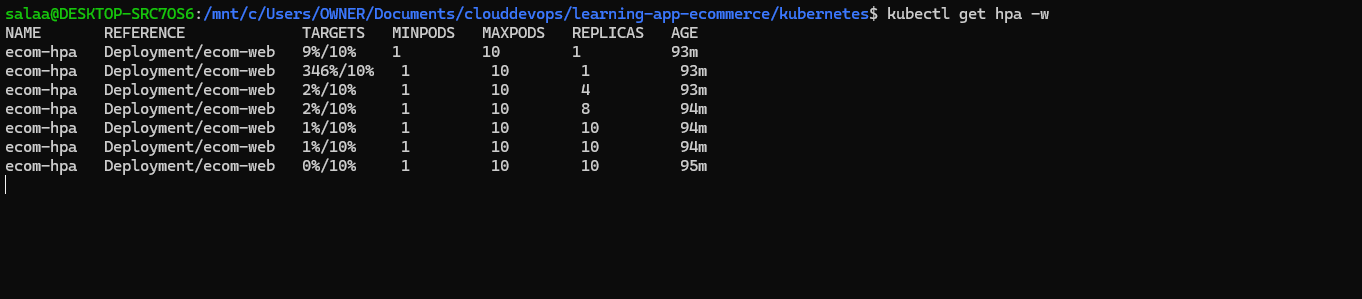 salaa@DESKTOP-SRC7OS6:/mnt/c/Users/OWNER/Documents/clouddevops/learning-app-ecommerce/kubernetes$ kubectl get hpa -w
NAME       REFERENCE             TARGETS   MINPODS   MAXPODS   REPLICAS   AGE
ecom-hpa   Deployment/ecom-web   9%/10%    1         10        1          93m
ecom-hpa   Deployment/ecom-web   346%/10%   1         10        1          93m
ecom-hpa   Deployment/ecom-web   2%/10%     1         10        4          93m
ecom-hpa   Deployment/ecom-web   2%/10%     1         10        8          94m
ecom-hpa   Deployment/ecom-web   1%/10%     1         10        10         94m
ecom-hpa   Deployment/ecom-web   1%/10%     1         10        10         94m
ecom-hpa   Deployment/ecom-web   0%/10%     1         10        10         95m